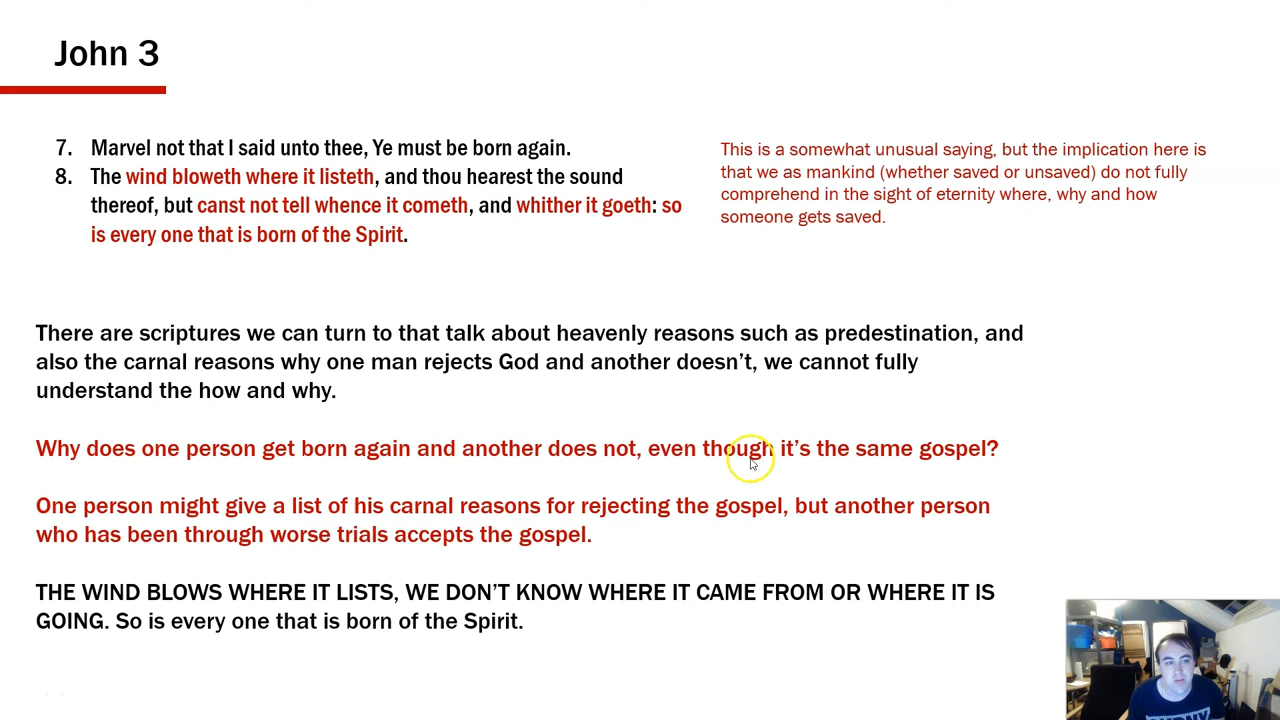 John 3
7. Marvel not that I said unto thee, Ye must be born again.
8. The wind bloweth where it listeth, and thou hearest the sound
thereof, but canst not tell whence it cometh, and whither it goeth: so
is every one that is born of the Spirit.
This is a somewhat unusual saying, but the implication here is
that we as mankind (whether saved or unsaved) do not fully
comprehend in the sight of eternity where, why and how
someone gets saved.
There are scriptures we can turn to that talk about heavenly reasons such as predestination, and
also the carnal reasons why one man rejects God and another doesn’t, we cannot fully
understand the how and why.
Why does one person get born again and another does not, even though it’s the same gospel?
One person might give a list of his carnal reasons for rejecting the gospel, but another person
who has been through worse trials accepts the gospel.
THE WIND BLOWS WHERE IT LISTS, WE DON’T KNOW WHERE IT CAME FROM OR WHERE IT IS
GOING. So is every one that is born of the Spirit.